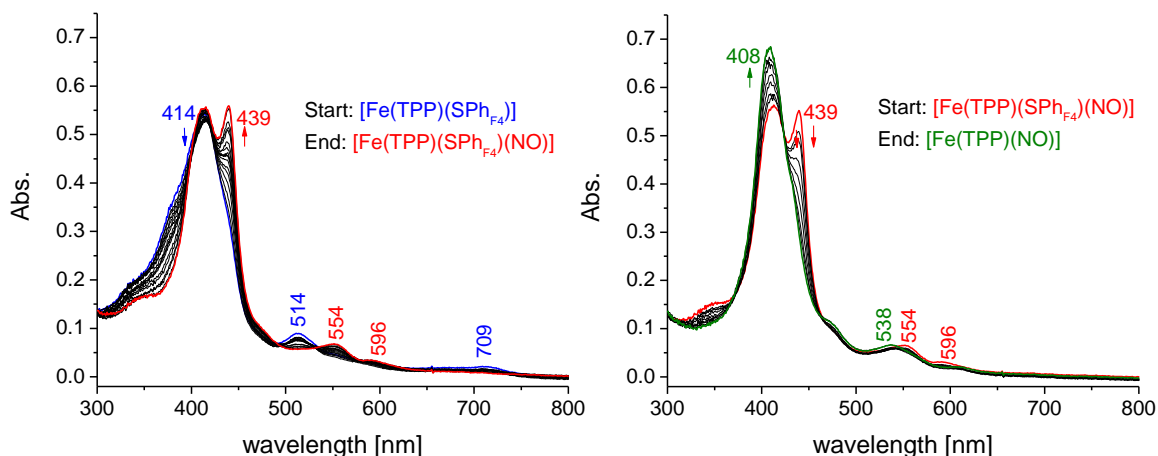 0.7
0.6
0.5
0.4
0.3
0.2
0.1
0.0
Abs.
414
439
Start: [Fe(TPP)(SPh_F4)]
End: [Fe(TPP)(SPh_F4)(NO)]
514
554
596
709
300 400 500 600 700 800
wavelength [nm]
0.7
0.6
0.5
0.4
0.3
0.2
0.1
0.0
Abs.
408
439
Start: [Fe(TPP)(SPh_F4)(NO)]
End: [Fe(TPP)(NO)]
538
554
596
300 400 500 600 700 800
wavelength [nm]